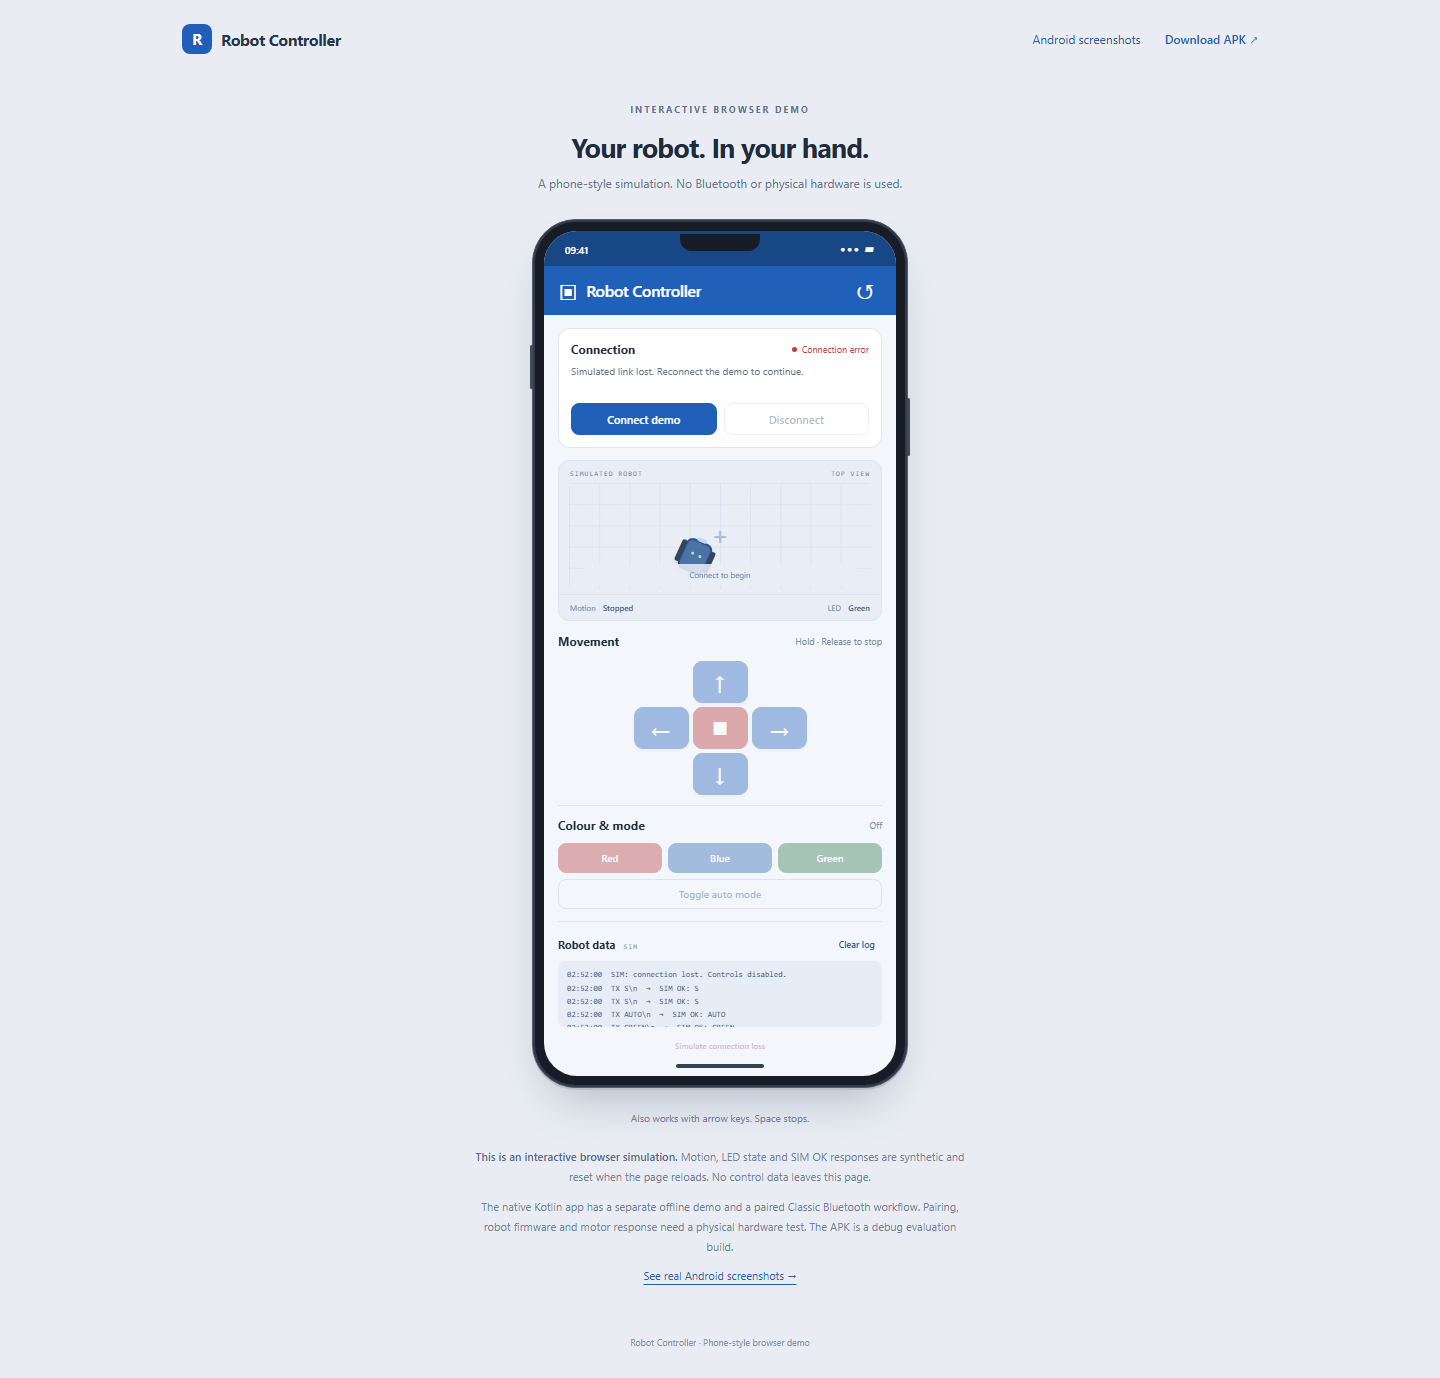 R Robot Controller
Android screenshots Download APK ↗
INTERACTIVE BROWSER DEMO
Your robot. In your hand.
A phone-style simulation. No Bluetooth or physical hardware is used.
09:41
Robot Controller
Connection
Connection error
Simulated link lost. Reconnect the demo to continue.
Connect demo
Disconnect
SIMULATED ROBOT
TOP VIEW
Connect to begin
Motion Stopped
LED Green
Movement
Hold · Release to stop
↑
← ■ →
↓
Colour & mode
Off
Red Blue Green
Toggle auto mode
Robot data SIM
Clear log
02:52:00 SIM: connection lost. Controls disabled.
02:52:00 TX S\n → SIM OK: S
02:52:00 TX S\n → SIM OK: S
02:52:00 TX AUTO\n → SIM OK: AUTO
02:52:00 TX GREEN\n → SIM OK: GREEN
Simulate connection loss
Also works with arrow keys. Space stops.
This is an interactive browser simulation. Motion, LED state and SIM OK responses are synthetic and
reset when the page reloads. No control data leaves this page.
The native Kotlin app has a separate offline demo and a paired Classic Bluetooth workflow. Pairing,
robot firmware and motor response need a physical hardware test. The APK is a debug evaluation
build.
See real Android screenshots →
Robot Controller · Phone-style browser demo